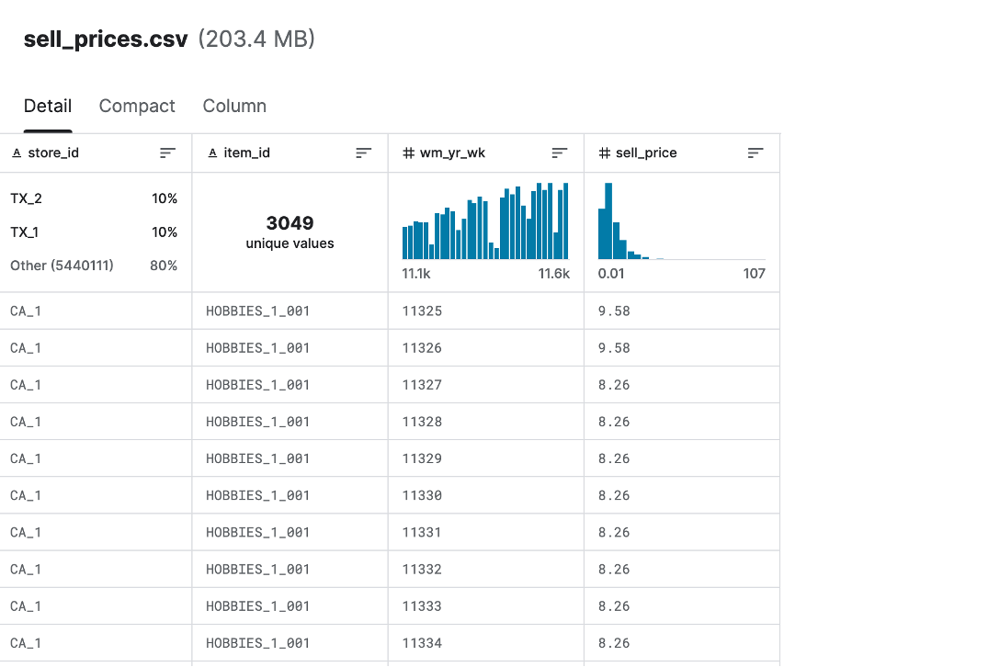 sell_prices.csv (203.4 MB)
Detail Compact Column
A store_id A item_id # wm_yr_wk # sell_price
TX_2 10%
TX_1 10%
Other (5440111) 80%
3049
unique values
11.1k 11.6k
0.01 107
CA_1 HOBBIES_1_001 11325 9.58
CA_1 HOBBIES_1_001 11326 9.58
CA_1 HOBBIES_1_001 11327 8.26
CA_1 HOBBIES_1_001 11328 8.26
CA_1 HOBBIES_1_001 11329 8.26
CA_1 HOBBIES_1_001 11330 8.26
CA_1 HOBBIES_1_001 11331 8.26
CA_1 HOBBIES_1_001 11332 8.26
CA_1 HOBBIES_1_001 11333 8.26
CA_1 HOBBIES_1_001 11334 8.26